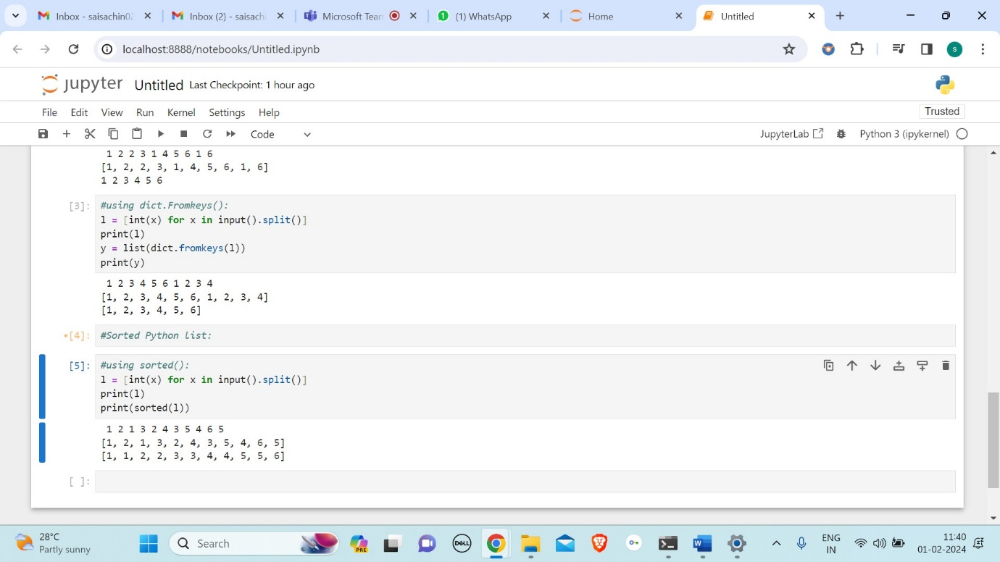 Inbox - saisachin02
Inbox (2) - saisachi
Microsoft Team
(1) WhatsApp
Home
Untitled
localhost:8888/notebooks/Untitled.ipynb
s
jupyter Untitled Last Checkpoint: 1 hour ago
File Edit View Run Kernel Settings Help
Trusted
Code
JupyterLab
Python 3 (ipykernel)
1 2 2 3 1 4 5 6 1 6
[1, 2, 2, 3, 1, 4, 5, 6, 1, 6]
1 2 3 4 5 6
[3]: #using dict.Fromkeys():
l = [int(x) for x in input().split()]
print(l)
y = list(dict.fromkeys(l))
print(y)
1 2 3 4 5 6 1 2 3 4
[1, 2, 3, 4, 5, 6, 1, 2, 3, 4]
[1, 2, 3, 4, 5, 6]
•[4]: #Sorted Python list:
[5]: #using sorted():
l = [int(x) for x in input().split()]
print(l)
print(sorted(l))
1 2 1 3 2 4 3 5 4 6 5
[1, 2, 1, 3, 2, 4, 3, 5, 4, 6, 5]
[1, 1, 2, 2, 3, 3, 4, 4, 5, 5, 6]
[ ]:
28°C
Partly sunny
Search
PRE
DELL
ENG
IN
11:40
01-02-2024